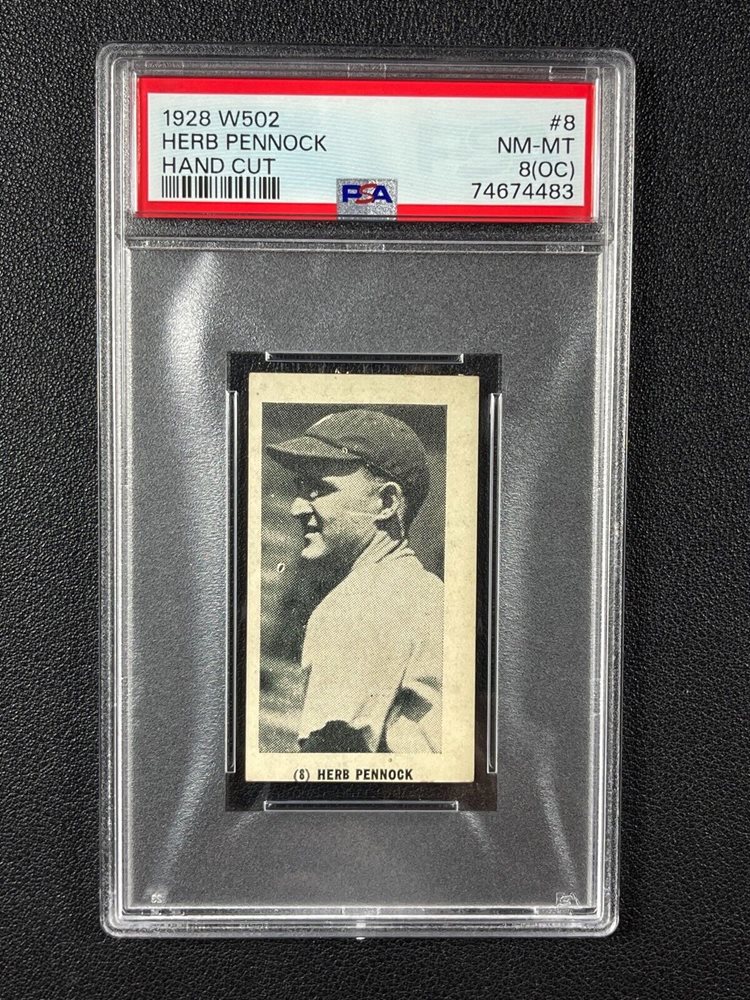 1928 W502 #8
HERB PENNOCK NM-MT
HAND CUT 8(OC)
PSA 74674483
(8) HERB PENNOCK